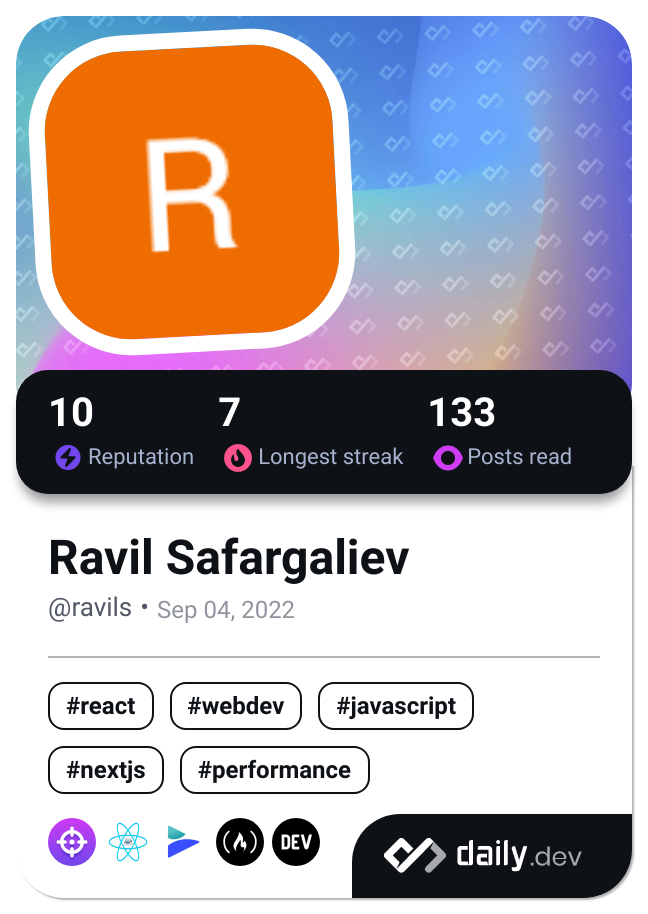 R
10 7 133
Reputation Longest streak Posts read
Ravil Safargaliev
@ravils • Sep 04, 2022
#react #webdev #javascript
#nextjs #performance
DEV
daily.dev